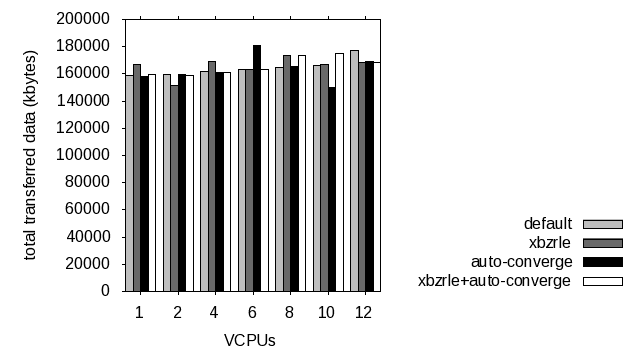 total transferred data (kbytes)
200000
180000
160000
140000
120000
100000
80000
60000
40000
20000
0
1 2 4 6 8 10 12
VCPUs
default
xbzrle
auto-converge
xbzrle+auto-converge